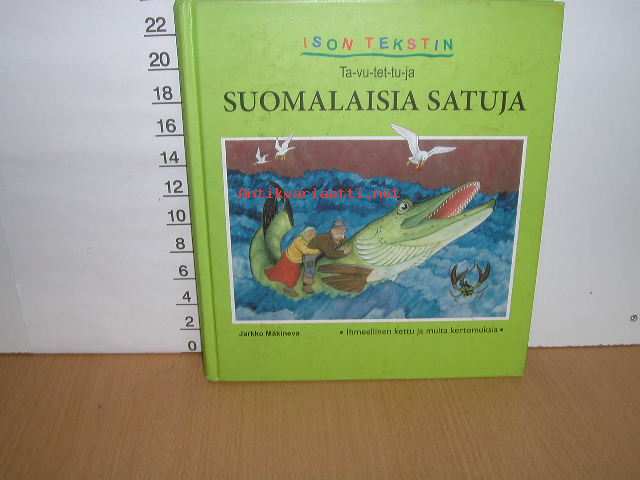 ISON TEKSTIN
Ta-vu-tet-tu-ja
SUOMALAISIA SATUJA
Antikvariaatti.net
Jarkko Mäkineva
• Ihmeellinen kettu ja muita kertomuksia •
22
20
18
16
14
12
10
8
6
4
2
0